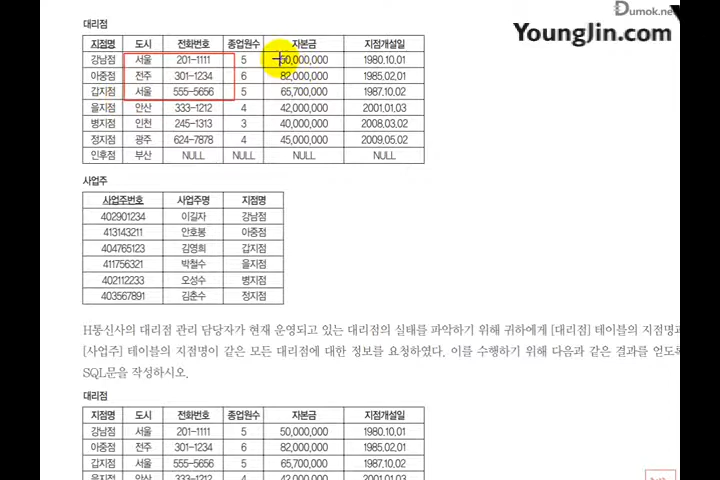 Dumok.ne
YoungJin.com
대리점
지점명 도시 전화번호 종업원수 자본금 지점개설일
강남점 서울 201-1111 5 50,000,000 1980.10.01
아중점 전주 301-1234 6 82,000,000 1985.02.01
갑지점 서울 555-5656 5 65,700,000 1987.10.02
을지점 안산 333-1212 4 42,000,000 2001.01.03
병지점 인천 245-1313 3 40,000,000 2008.03.02
정지점 광주 624-7878 4 45,000,000 2009.05.02
인후점 부산 NULL NULL NULL NULL
사업주
사업주번호 사업주명 지점명
402901234 이길자 강남점
413143211 안호봉 아중점
404765123 김영희 갑지점
411756321 박철수 을지점
402112233 오성수 병지점
403567891 김춘수 정지점
H통신사의 대리점 관리 담당자가 현재 운영되고 있는 대리점의 실태를 파악하기 위해 귀하에게 [대리점] 테이블의 지점명과
[사업주] 테이블의 지점명이 같은 모든 대리점에 대한 정보를 요청하였다. 이를 수행하기 위해 다음과 같은 결과를 얻도록
SQL문을 작성하시오.
대리점
지점명 도시 전화번호 종업원수 자본금 지점개설일
강남점 서울 201-1111 5 50,000,000 1980.10.01
아중점 전주 301-1234 6 82,000,000 1985.02.01
갑지점 서울 555-5656 5 65,700,000 1987.10.02
을지점 안산 333-1212 4 42,000,000 2001.01.03